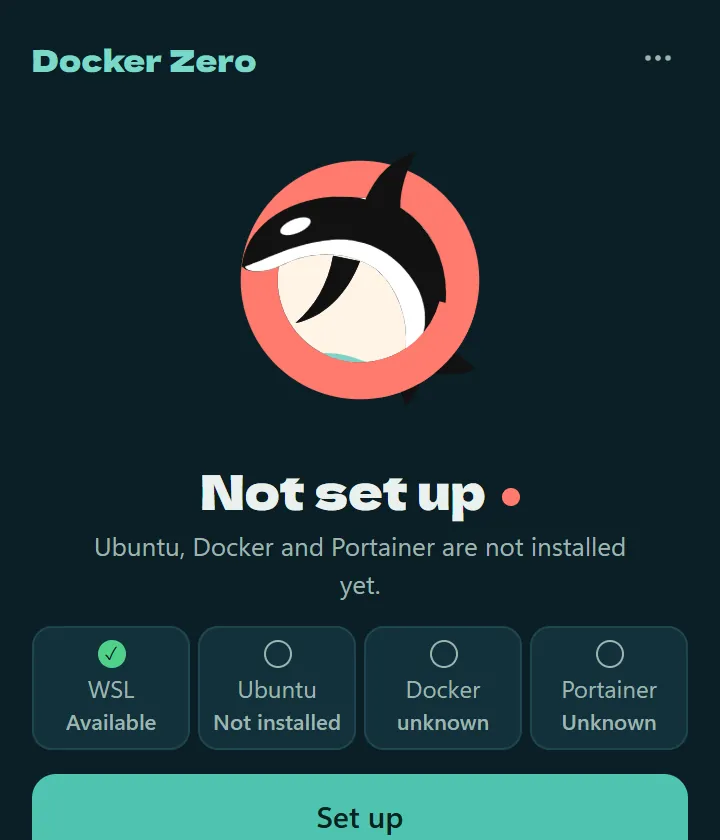 Docker Zero
Not set up
Ubuntu, Docker and Portainer are not installed
yet.
WSL
Available
Ubuntu
Not installed
Docker
unknown
Portainer
Unknown
Set up